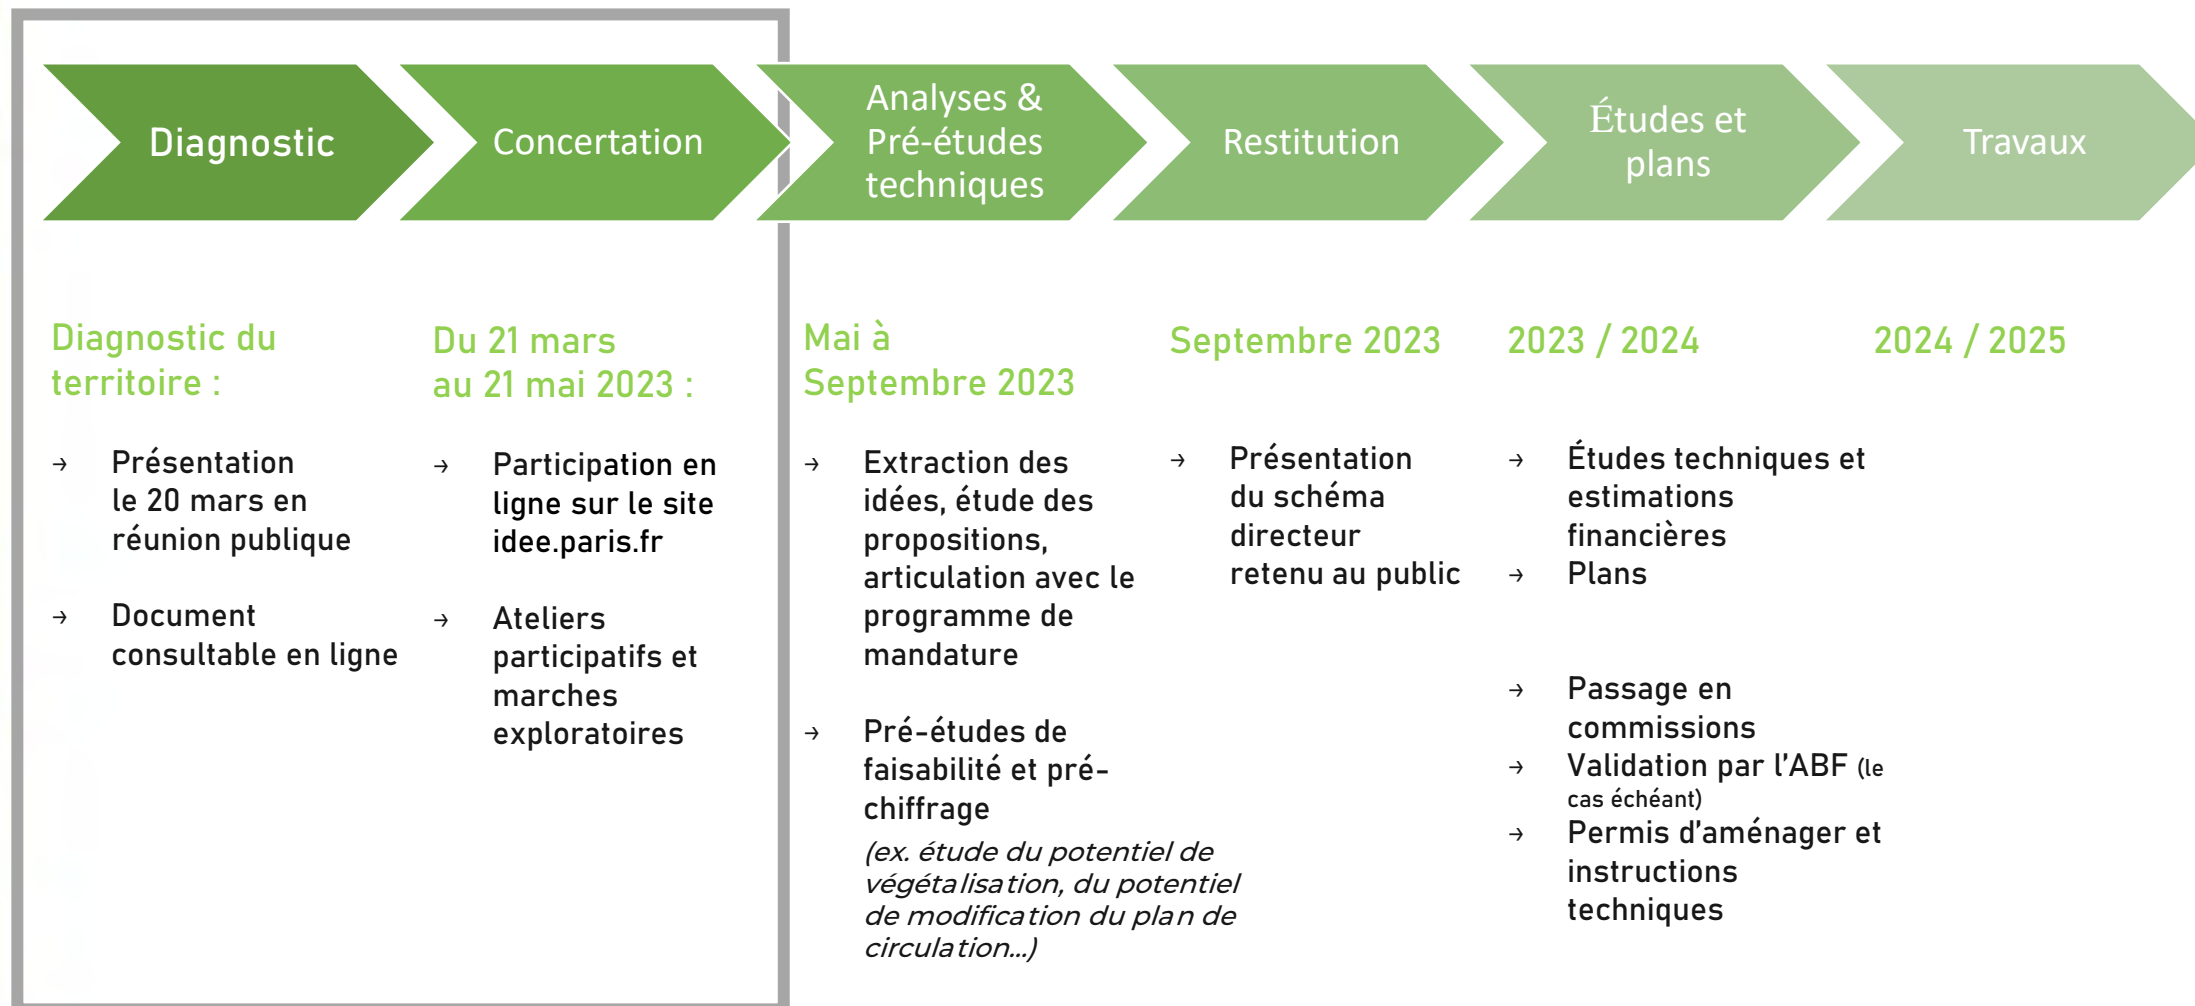 Diagnostic
Concertation
Analyses &
Pré-études
techniques
Restitution
Études et
plans
Travaux
Diagnostic du
territoire :
→ Présentation
le 20 mars en
réunion publique
→ Document
consultable en ligne
Du 21 mars
au 21 mai 2023 :
→ Participation en
ligne sur le site
idee.paris.fr
→ Ateliers
participatifs et
marches
exploratoires
Mai à
Septembre 2023
→ Extraction des
idées, étude des
propositions,
articulation avec le
programme de
mandature
→ Pré-études de
faisabilité et pré-
chiffrage
(ex. étude du potentiel de
végétalisation, du potentiel
de modification du plan de
circulation...)
Septembre 2023
→ Présentation
du schéma
directeur
retenu au public
2023 / 2024
→ Études techniques et
estimations
financières
→ Plans
→ Passage en
commissions
→ Validation par l’ABF (le
cas échéant)
→ Permis d’aménager et
instructions
techniques
2024 / 2025